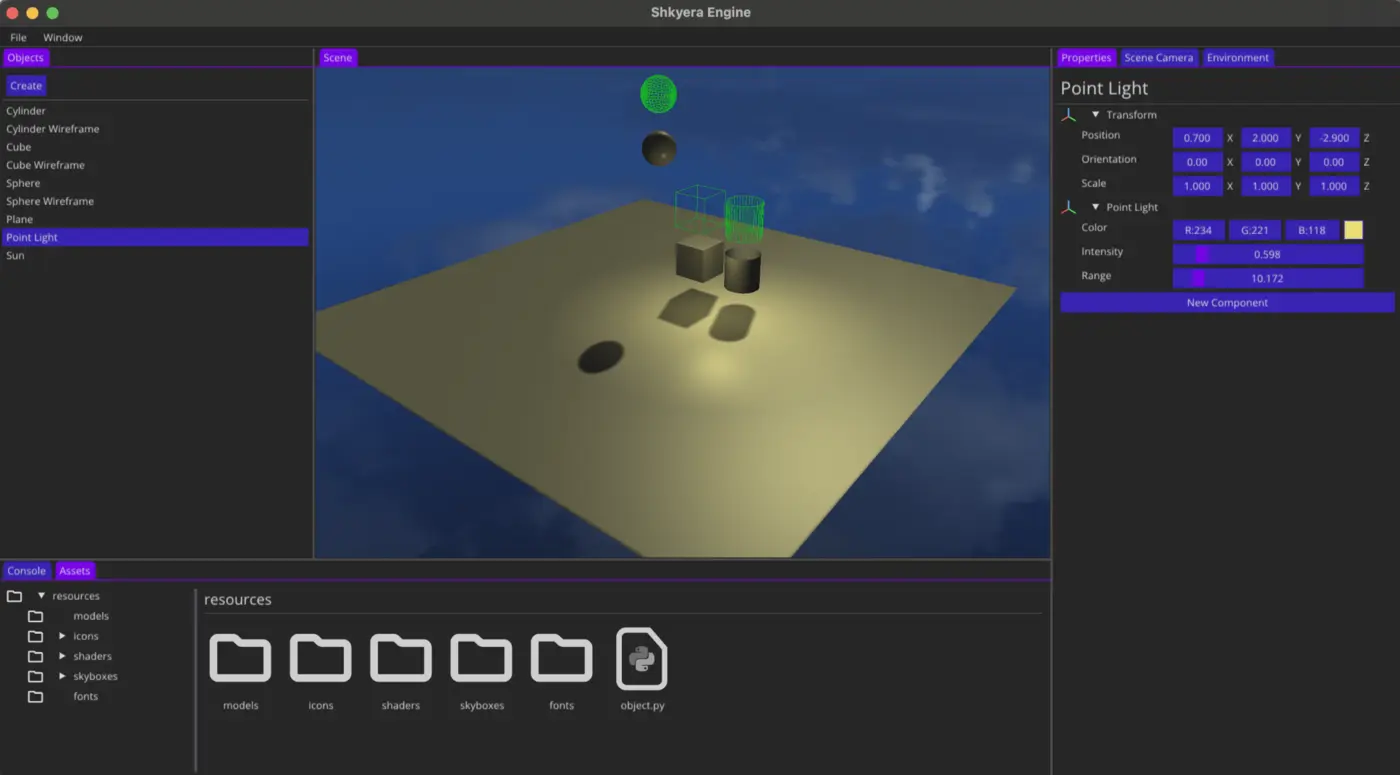 Shkyera Engine
File Window
Objects
Create
Cylinder
Cylinder Wireframe
Cube
Cube Wireframe
Sphere
Sphere Wireframe
Plane
Point Light
Sun
Scene
Properties Scene Camera Environment
Point Light
Transform
Position 0.700 X 2.000 Y -2.900 Z
Orientation 0.00 X 0.00 Y 0.00 Z
Scale 1.000 X 1.000 Y 1.000 Z
Point Light
Color R:234 G:221 B:118
Intensity 0.598
Range 10.172
New Component
Console Assets
resources
models
icons
shaders
skyboxes
fonts
resources
models icons shaders skyboxes fonts object.py